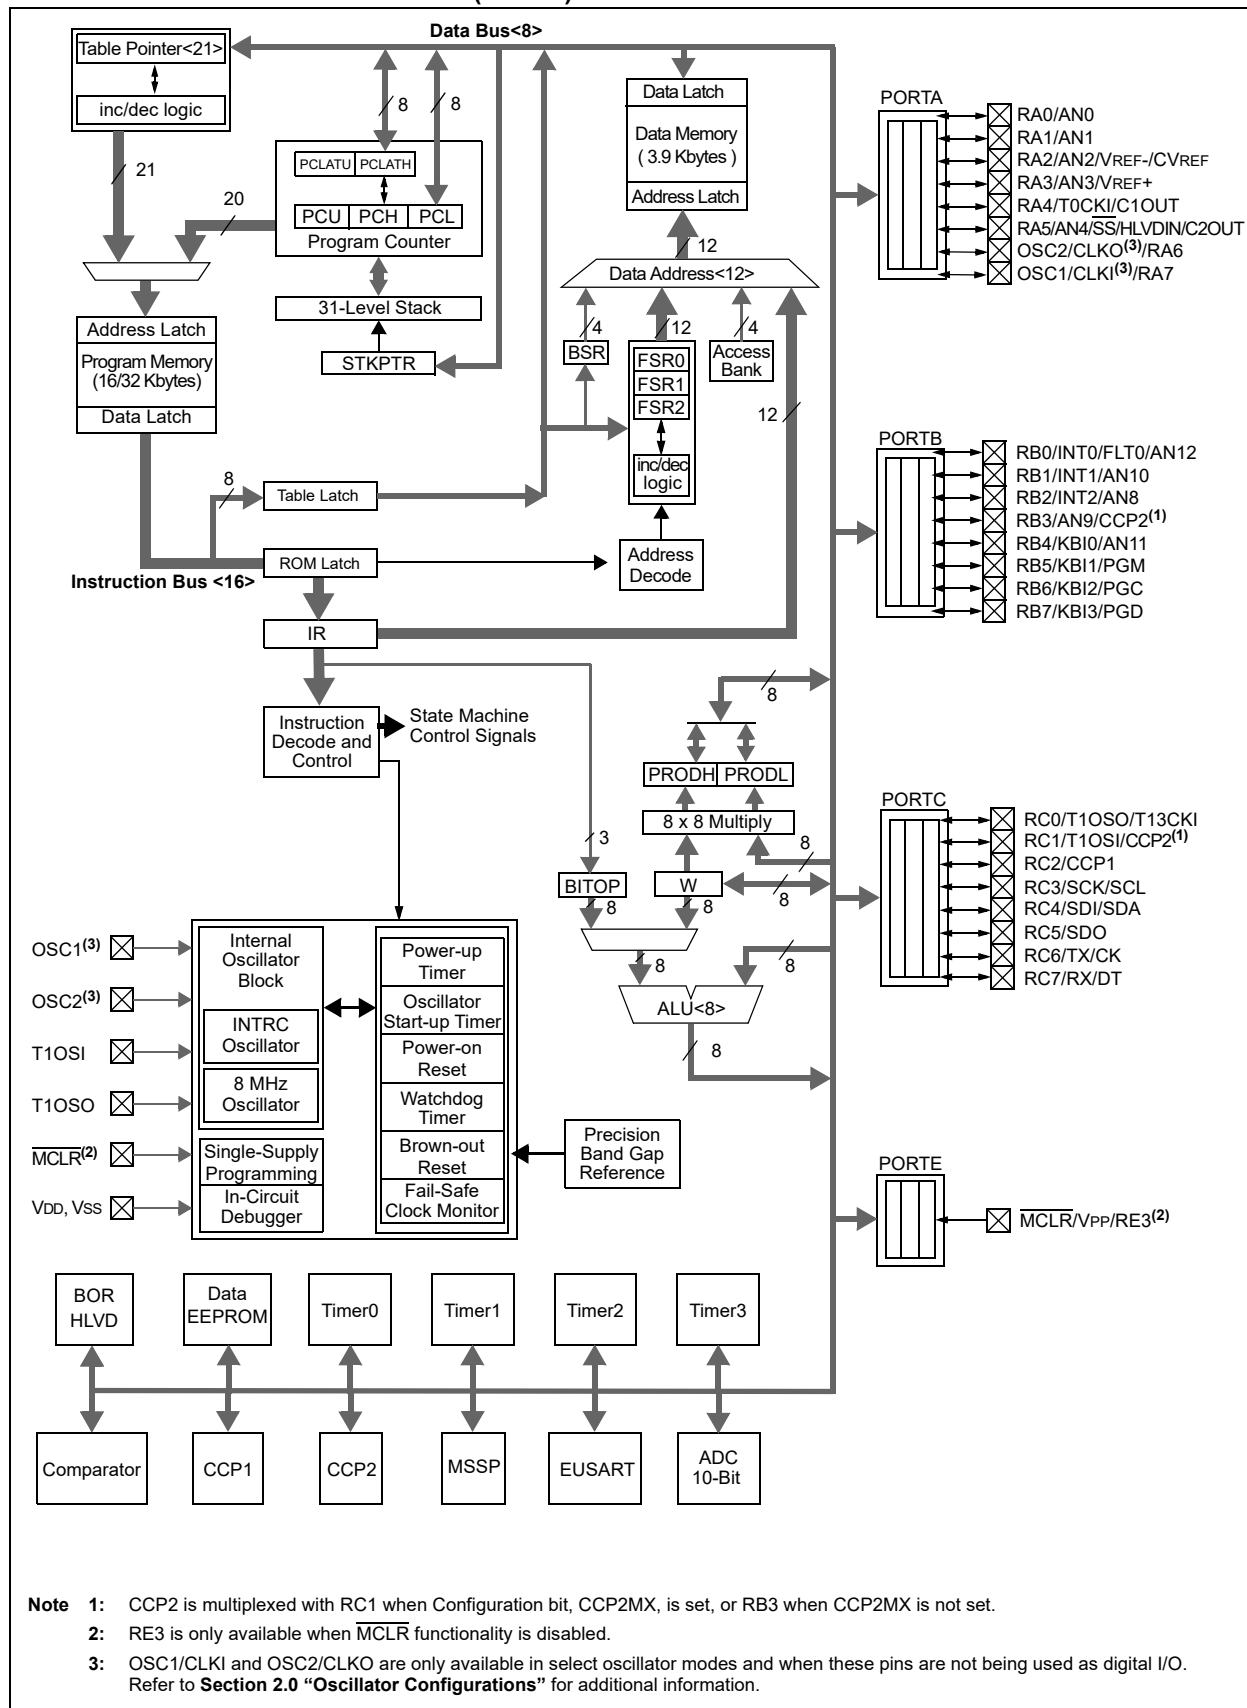 Data Bus<8>
Table Pointer<21>
inc/dec logic
21
20
8
8
PCLATU PCLATH
PCU PCH PCL
Program Counter
31-Level Stack
STKPTR
Data Latch
Data Memory
( 3.9 Kbytes )
Address Latch
12
Data Address<12>
4
12
4
BSR
FSR0
FSR1
FSR2
inc/dec
logic
Access
Bank
12
Address Latch
Program Memory
(16/32 Kbytes)
Data Latch
8
Table Latch
ROM Latch
Instruction Bus <16>
IR
Address
Decode
Instruction
Decode and
Control
State Machine
Control Signals
8
PRODH PRODL
8 x 8 Multiply
3
8
BITOP
W
8
8
8
8
8
ALU<8>
8
PORTA
RA0/AN0
RA1/AN1
RA2/AN2/VREF-/CVREF
RA3/AN3/VREF+
RA4/T0CKI/C1OUT
RA5/AN4/SS/HLVDIN/C2OUT
OSC2/CLKO(3)/RA6
OSC1/CLKI(3)/RA7
PORTB
RB0/INT0/FLT0/AN12
RB1/INT1/AN10
RB2/INT2/AN8
RB3/AN9/CCP2(1)
RB4/KBI0/AN11
RB5/KBI1/PGM
RB6/KBI2/PGC
RB7/KBI3/PGD
PORTC
RC0/T1OSO/T13CKI
RC1/T1OSI/CCP2(1)
RC2/CCP1
RC3/SCK/SCL
RC4/SDI/SDA
RC5/SDO
RC6/TX/CK
RC7/RX/DT
PORTE
MCLR/VPP/RE3(2)
OSC1(3)
OSC2(3)
T1OSI
T1OSO
MCLR(2)
VDD, VSS
Internal
Oscillator
Block
INTRC
Oscillator
8 MHz
Oscillator
Single-Supply
Programming
In-Circuit
Debugger
Power-up
Timer
Oscillator
Start-up Timer
Power-on
Reset
Watchdog
Timer
Brown-out
Reset
Fail-Safe
Clock Monitor
Precision
Band Gap
Reference
BOR
HLVD
Data
EEPROM
Timer0
Timer1
Timer2
Timer3
Comparator
CCP1
CCP2
MSSP
EUSART
ADC
10-Bit
Note 1: CCP2 is multiplexed with RC1 when Configuration bit, CCP2MX, is set, or RB3 when CCP2MX is not set.
2: RE3 is only available when MCLR functionality is disabled.
3: OSC1/CLKI and OSC2/CLKO are only available in select oscillator modes and when these pins are not being used as digital I/O.
Refer to Section 2.0 “Oscillator Configurations” for additional information.